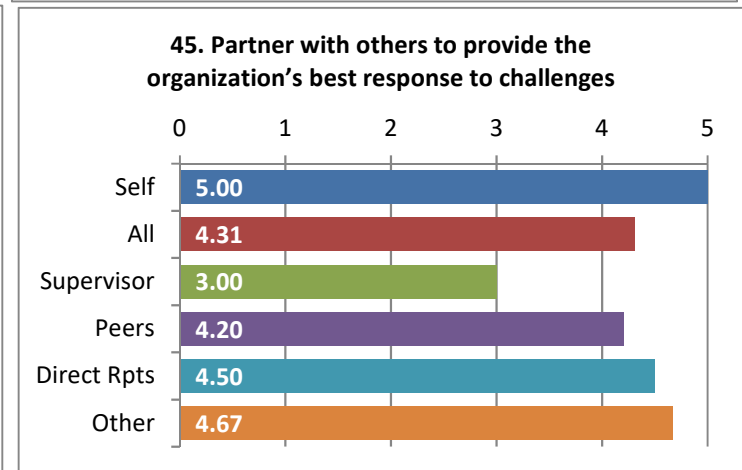 45. Partner with others to provide the
organization’s best response to challenges
0 1 2 3 4 5
Self 5.00
All 4.31
Supervisor 3.00
Peers 4.20
Direct Rpts 4.50
Other 4.67